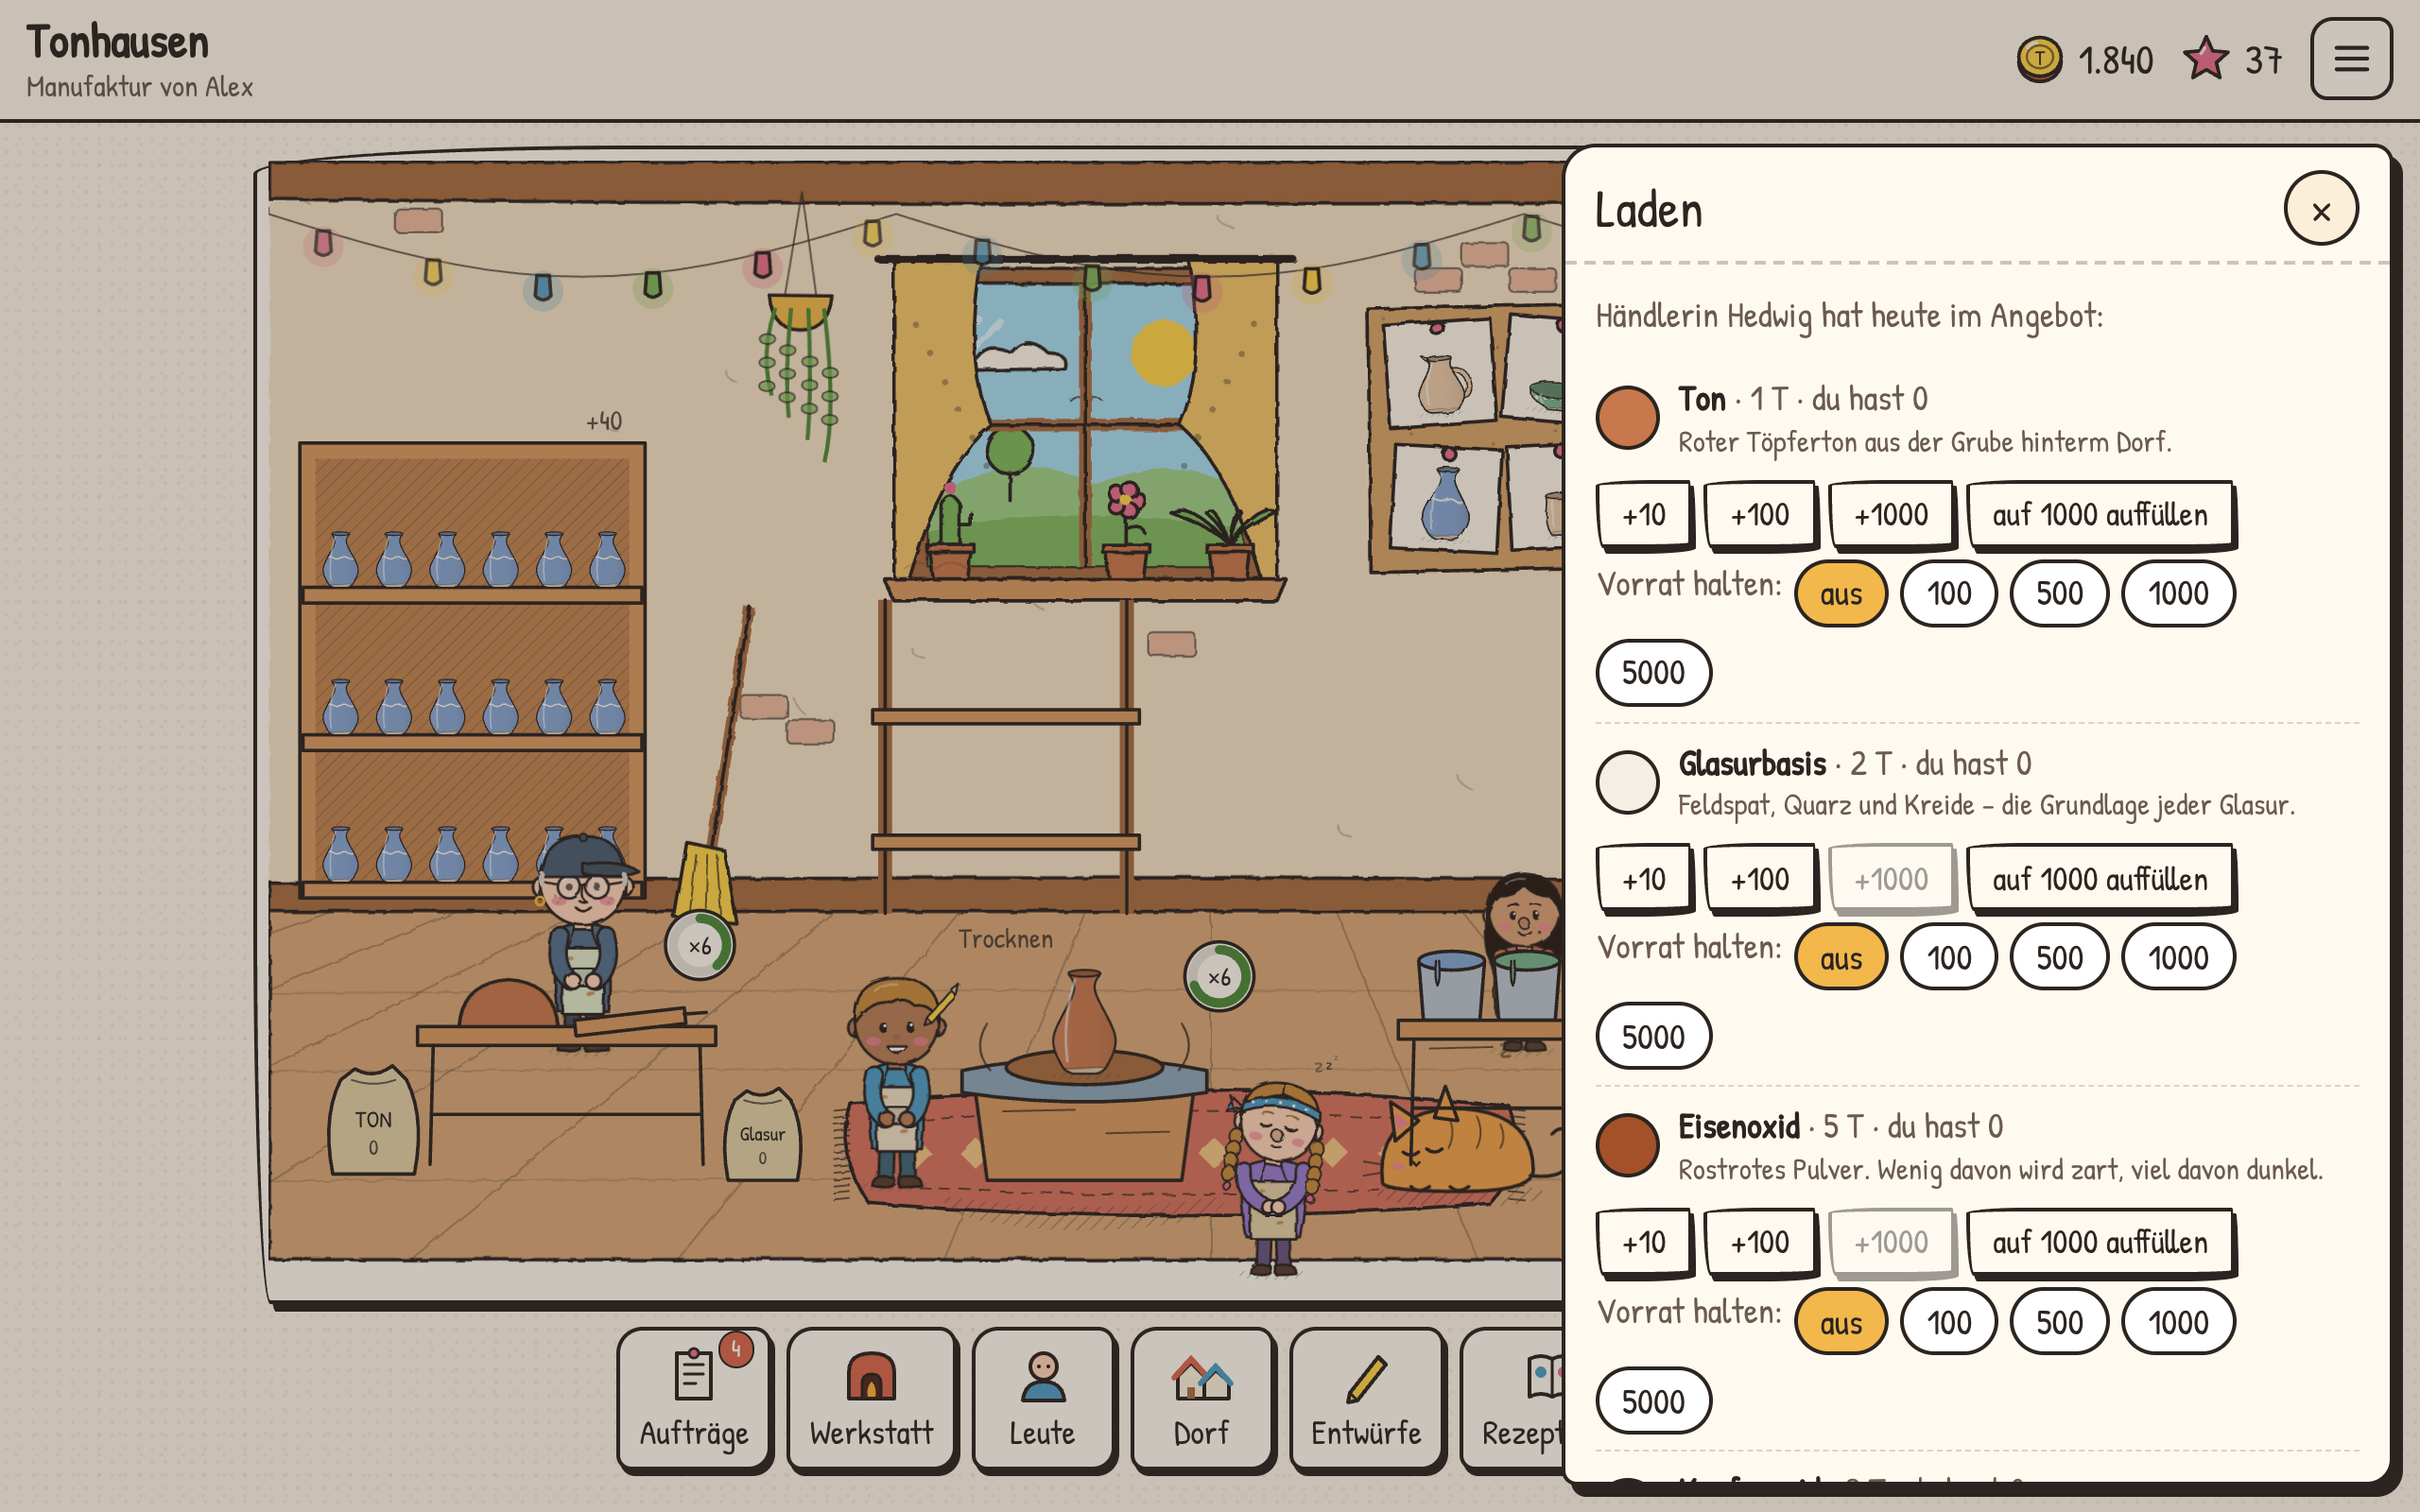 Tonhausen
Manufaktur von Alex
1.840
37
+40
×6
Trocknen
×6
z z z
TON
0
Glasur
0
4
Aufträge
Werkstatt
Leute
Dorf
Entwürfe
Laden
×
Händlerin Hedwig hat heute im Angebot:
Ton · 1 T · du hast 0
Roter Töpferton aus der Grube hinterm Dorf.
+10 +100 +1000 auf 1000 auffüllen
Vorrat halten: aus 100 500 1000
5000
Glasurbasis · 2 T · du hast 0
Feldspat, Quarz und Kreide – die Grundlage jeder Glasur.
+10 +100 +1000 auf 1000 auffüllen
Vorrat halten: aus 100 500 1000
5000
Eisenoxid · 5 T · du hast 0
Rostrotes Pulver. Wenig davon wird zart, viel davon dunkel.
+10 +100 +1000 auf 1000 auffüllen
Vorrat halten: aus 100 500 1000
5000